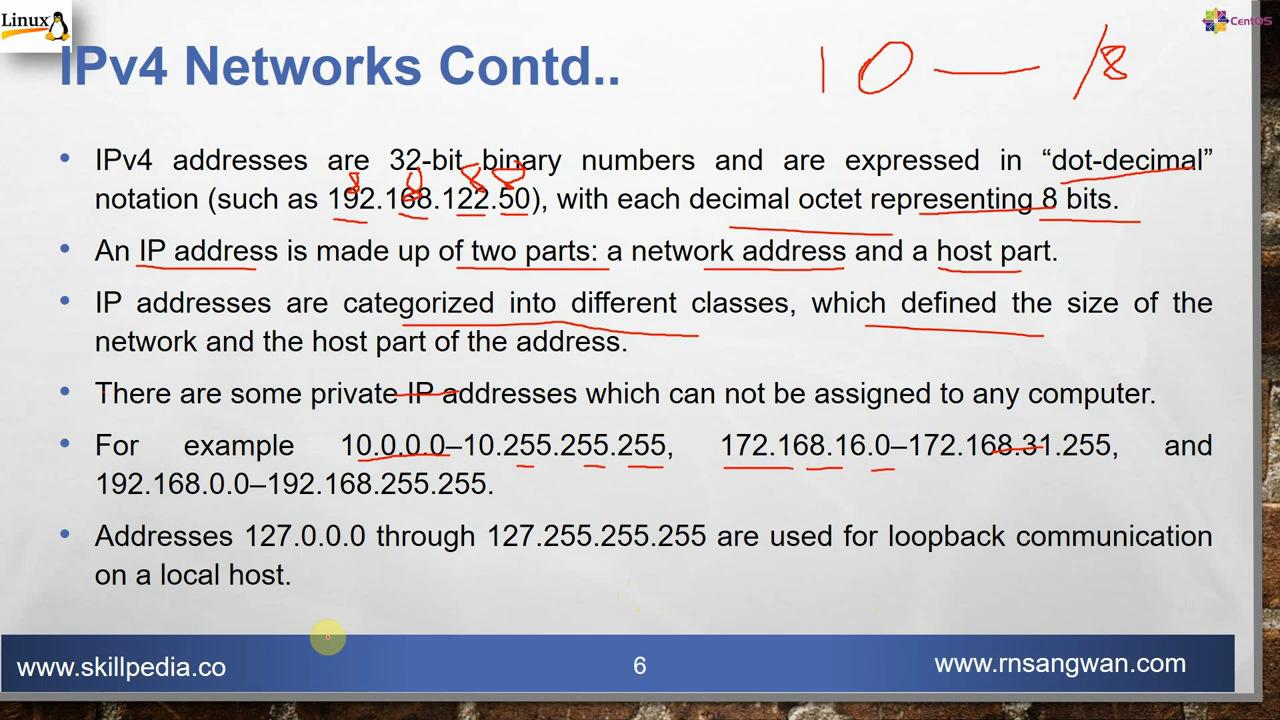 Linux
CentOS
IPv4 Networks Contd..
10 — /8
IPv4 addresses are 32-bit binary numbers and are expressed in “dot-decimal”
8 8 8 8
notation (such as 192.168.122.50), with each decimal octet representing 8 bits.
An IP address is made up of two parts: a network address and a host part.
IP addresses are categorized into different classes, which defined the size of the
network and the host part of the address.
There are some private IP addresses which can not be assigned to any computer.
For example 10.0.0.0–10.255.255.255, 172.168.16.0–172.168.31.255, and
192.168.0.0–192.168.255.255.
Addresses 127.0.0.0 through 127.255.255.255 are used for loopback communication
on a local host.
www.skillpedia.co
6
www.rnsangwan.com